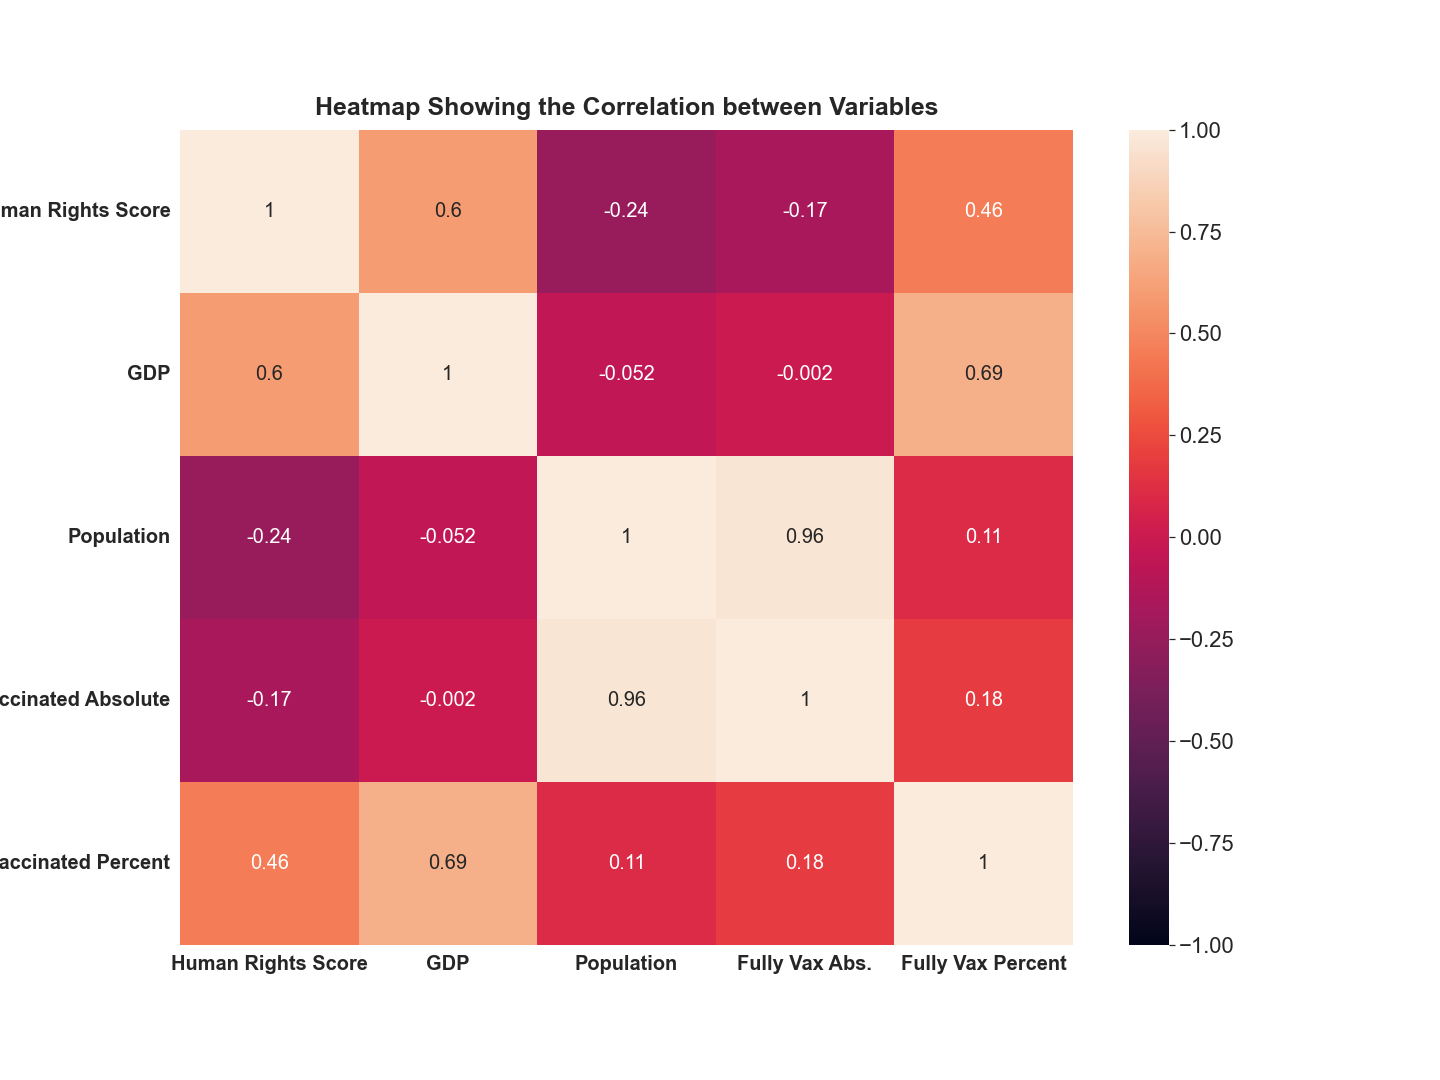 Heatmap Showing the Correlation between Variables
1.00
man Rights Score 1 0.6 -0.24 -0.17 0.46
0.75
0.50
GDP 0.6 1 -0.052 -0.002 0.69
0.25
Population -0.24 -0.052 1 0.96 0.11
0.00
−0.25
ccinated Absolute -0.17 -0.002 0.96 1 0.18
−0.50
−0.75
accinated Percent 0.46 0.69 0.11 0.18 1
−1.00
Human Rights Score GDP Population Fully Vax Abs. Fully Vax Percent